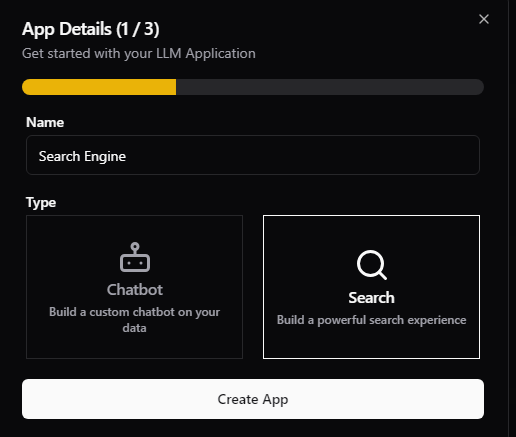 App Details (1 / 3)
Get started with your LLM Application
Name
Search Engine
Type
Chatbot
Build a custom chatbot on your
data
Search
Build a powerful search experience
Create App